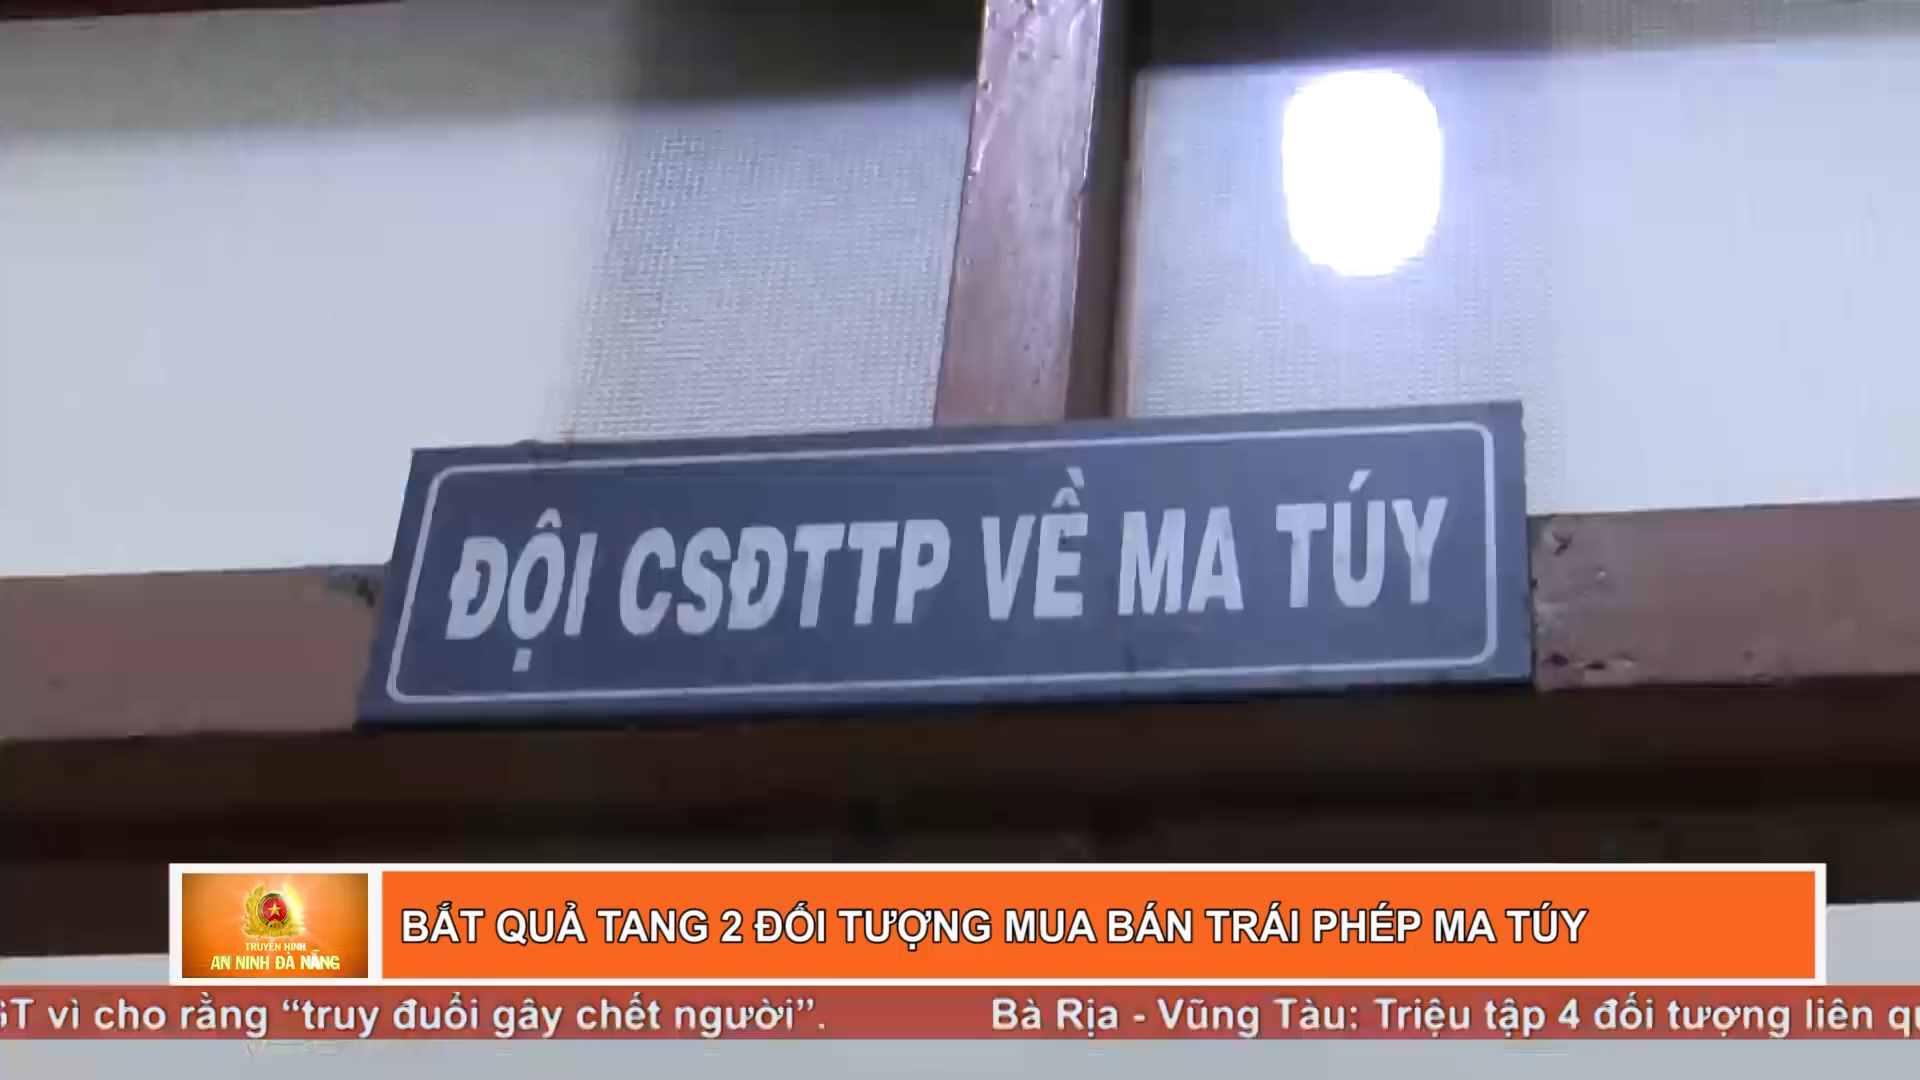 ĐỘI CSĐTTP VỀ MA TÚY
BẮT QUẢ TANG 2 ĐỐI TƯỢNG MUA BÁN TRÁI PHÉP MA TÚY
TRUYỀN HÌNH
AN NINH ĐÀ NẴNG
vì cho rằng “truy đuổi gây chết người”. Bà Rịa - Vũng Tàu: Triệu tập 4 đối tượng liên